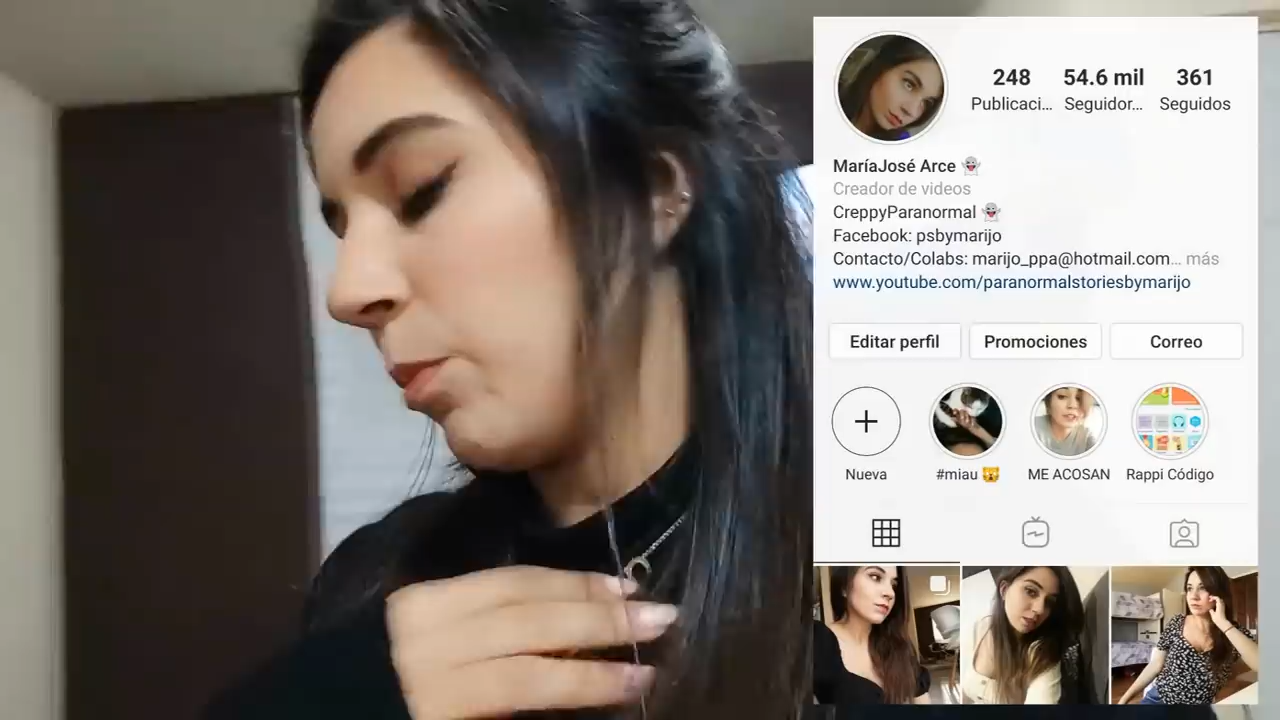 248 54.6 mil 361
Publicaci... Seguidor... Seguidos
MaríaJosé Arce 👻
Creador de videos
CreppyParanormal 👻
Facebook: psbymarijo
Contacto/Colabs: marijo_ppa@hotmail.com... más
www.youtube.com/paranormalstoriesbymarijo
Editar perfil Promociones Correo
Nueva #miau 🐱 ME ACOSAN Rappi Código